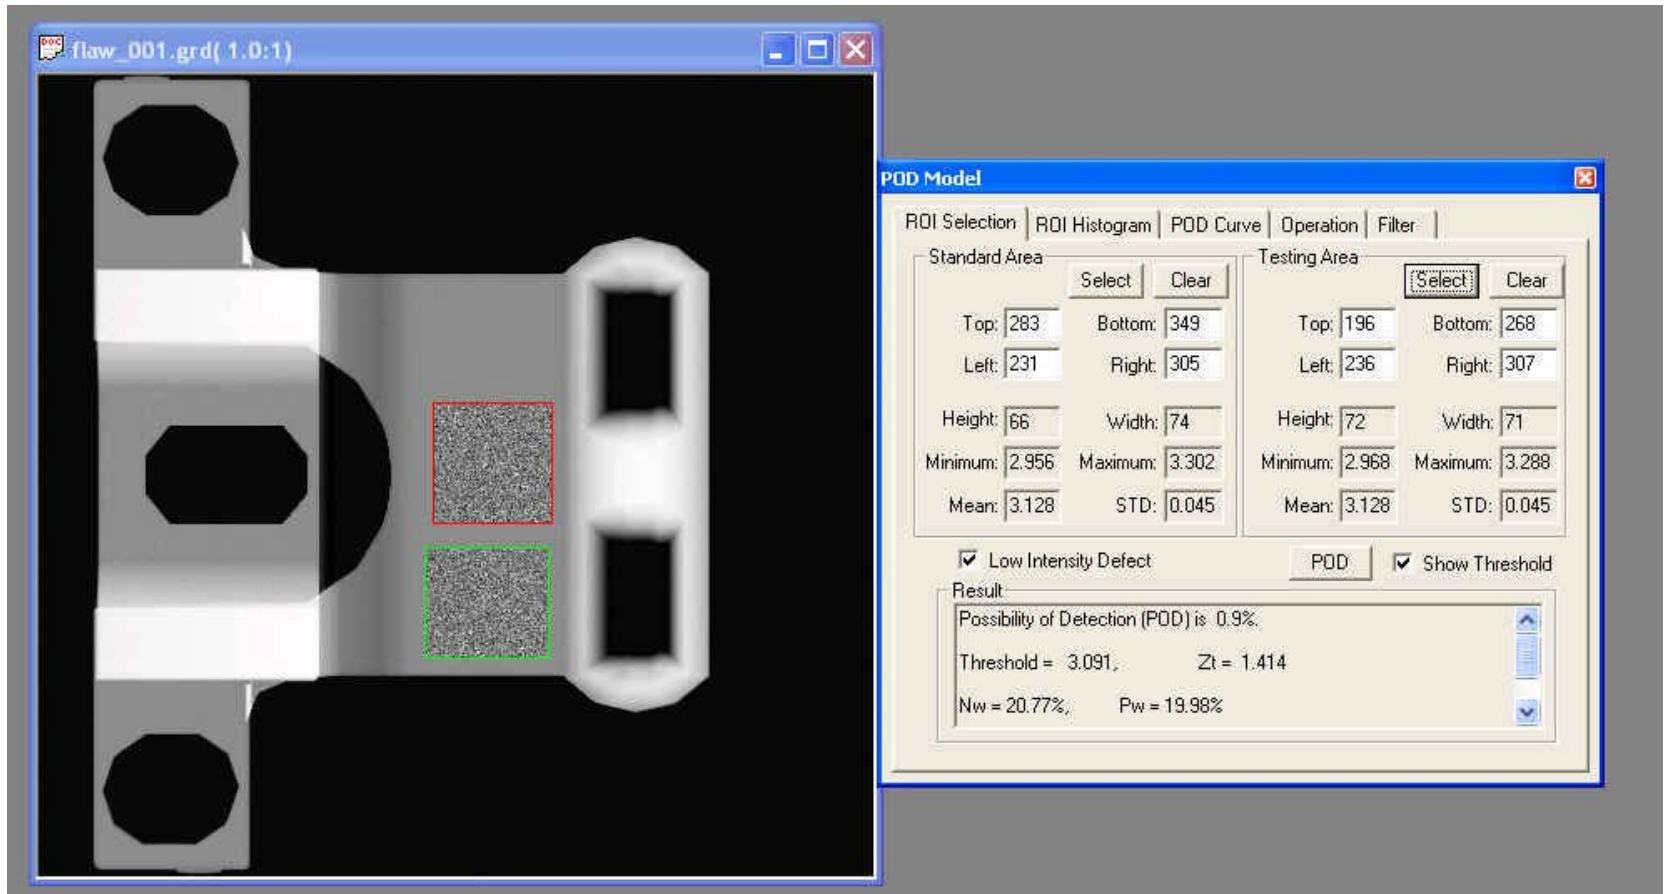 DOC
flaw_001.grd( 1.0:1)
POD Model
ROI Selection ROI Histogram POD Curve Operation Filter
Standard Area Testing Area
Select Clear Select Clear
Top: 283 Bottom: 349 Top: 196 Bottom: 268
Left: 231 Right: 305 Left: 236 Right: 307
Height: 66 Width: 74 Height: 72 Width: 71
Minimum: 2.956 Maximum: 3.302 Minimum: 2.968 Maximum: 3.288
Mean: 3.128 STD: 0.045 Mean: 3.128 STD: 0.045
Low Intensity Defect POD Show Threshold
Result
Possibility of Detection (POD) is 0.9%.
Threshold = 3.091, Zt = 1.414
Nw = 20.77%, Pw = 19.98%